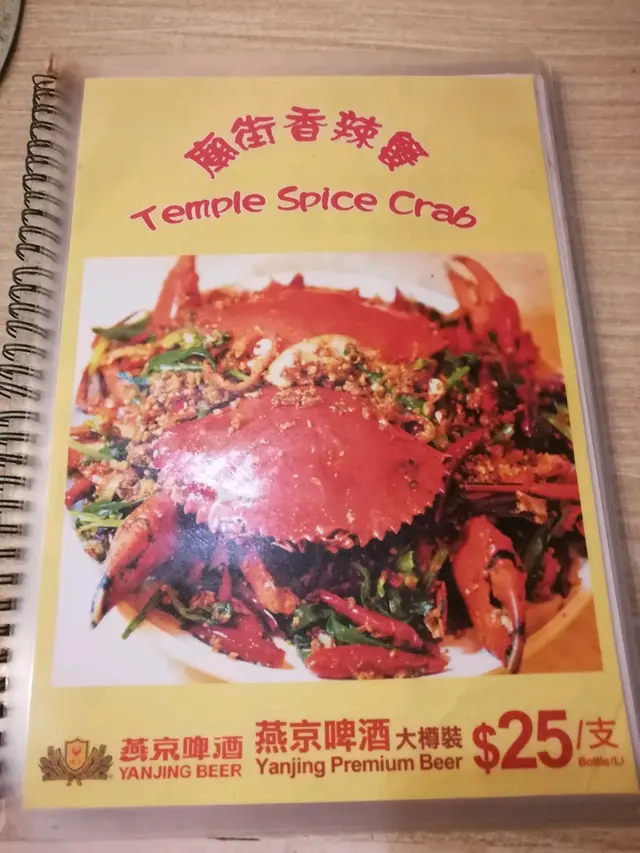 廟街香辣蟹
Temple Spice Crab
燕京啤酒
YANJING BEER
燕京啤酒 大樽裝
Yanjing Premium Beer
$25/支
Bottle(L)